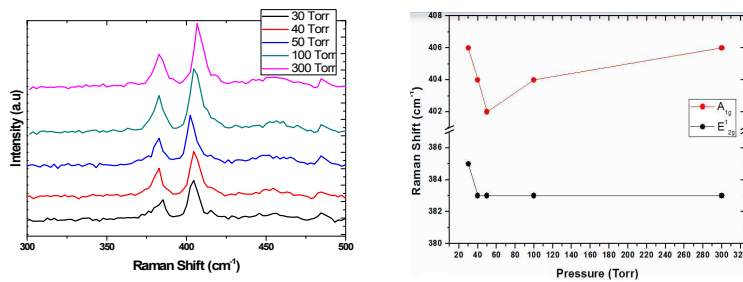 30 Torr
40 Torr
50 Torr
100 Torr
300 Torr
Intensity (a.u)
300 350 400 450 500
Raman Shift (cm-1)
408
406
404
402
386
384
382
380
A1g
E12g
Raman Shift (cm-1)
0 20 40 60 80 100 120 140 160 180 200 220 240 260 280 300 320
Pressure (Torr)